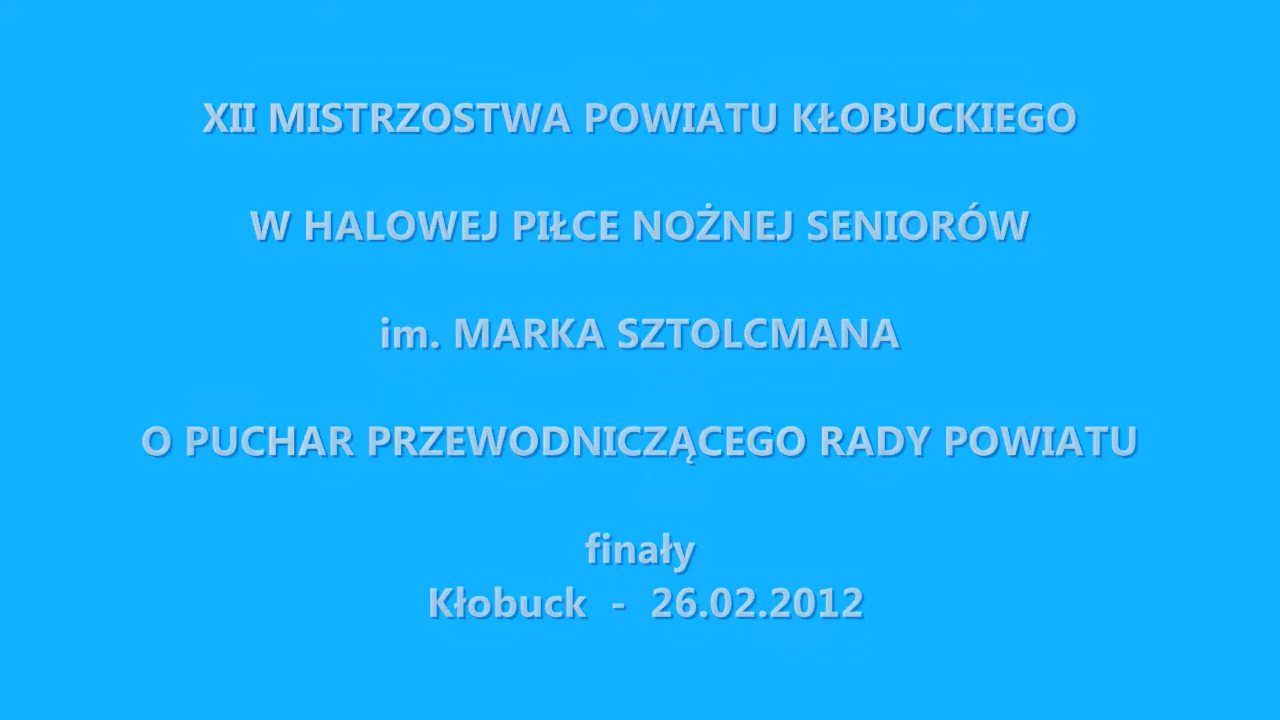 XII MISTRZOSTWA POWIATU KŁOBUCKIEGO
W HALOWEJ PIŁCE NOŻNEJ SENIORÓW
im. MARKA SZTOLCMANA
O PUCHAR PRZEWODNICZĄCEGO RADY POWIATU
finały
Kłobuck - 26.02.2012